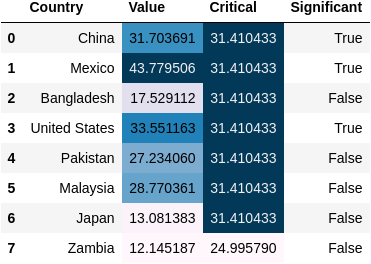 Country Value Critical Significant
0 China 31.703691 31.410433 True
1 Mexico 43.779506 31.410433 True
2 Bangladesh 17.529112 31.410433 False
3 United States 33.551163 31.410433 True
4 Pakistan 27.234060 31.410433 False
5 Malaysia 28.770361 31.410433 False
6 Japan 13.081383 31.410433 False
7 Zambia 12.145187 24.995790 False